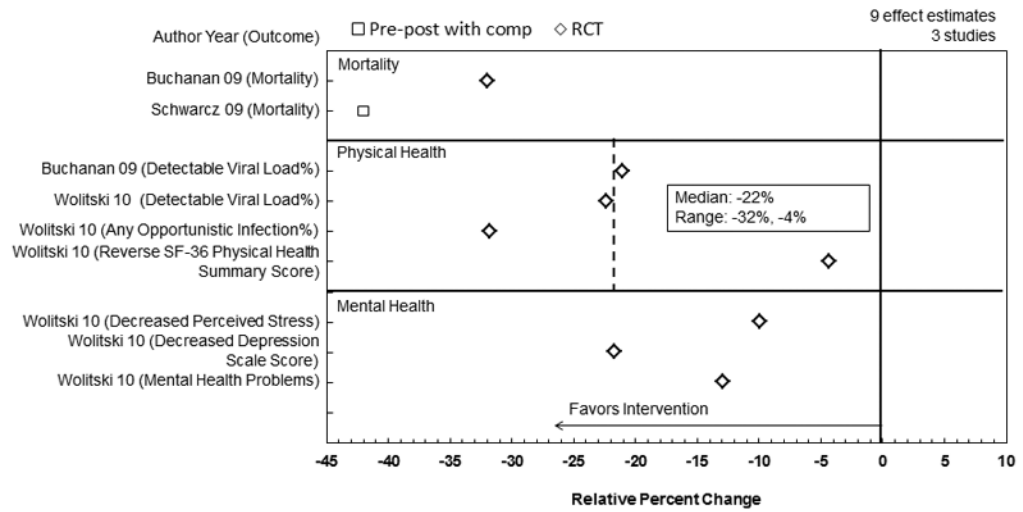 9 effect estimates
3 studies
Author Year (Outcome)
Pre-post with comp
RCT
Mortality
Buchanan 09 (Mortality)
Schwarcz 09 (Mortality)
Physical Health
Buchanan 09 (Detectable Viral Load%)
Wolitski 10 (Detectable Viral Load%)
Wolitski 10 (Any Opportunistic Infection%)
Wolitski 10 (Reverse SF-36 Physical Health
Summary Score)
Median: -22%
Range: -32%, -4%
Mental Health
Wolitski 10 (Decreased Perceived Stress)
Wolitski 10 (Decreased Depression
Scale Score)
Wolitski 10 (Mental Health Problems)
Favors Intervention
-45 -40 -35 -30 -25 -20 -15 -10 -5 0 5 10
Relative Percent Change